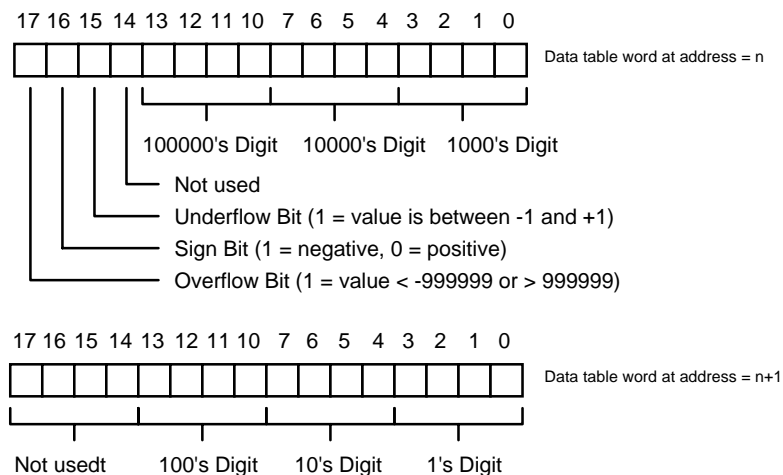 17 16 15 14 13 12 11 10 7 6 5 4 3 2 1 0
Data table word at address = n
100000's Digit 10000's Digit 1000's Digit
Not used
Underflow Bit (1 = value is between -1 and +1)
Sign Bit (1 = negative, 0 = positive)
Overflow Bit (1 = value < -999999 or > 999999)
17 16 15 14 13 12 11 10 7 6 5 4 3 2 1 0
Data table word at address = n+1
Not usedt 100's Digit 10's Digit 1's Digit